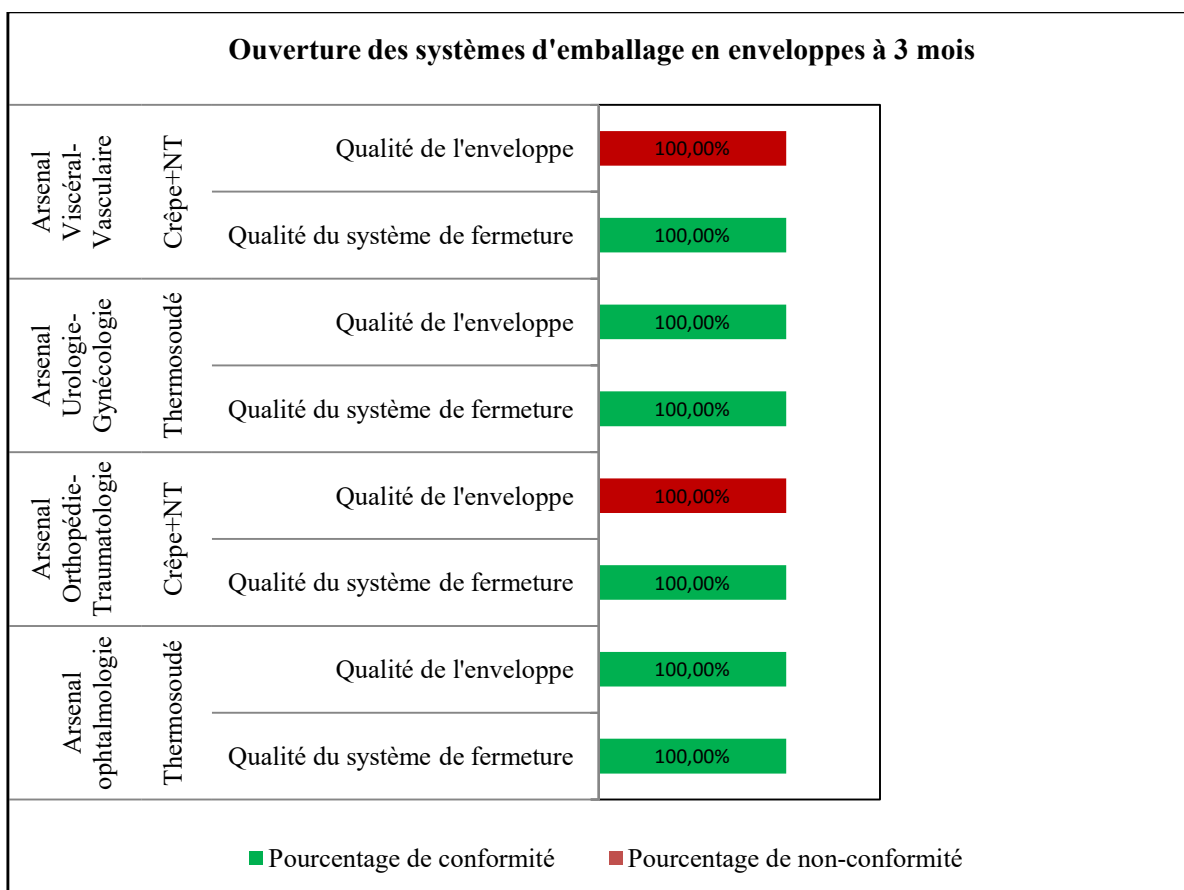 Ouverture des systèmes d'emballage en enveloppes à 3 mois
Arsenal
Viscéral-
Vasculaire
Crêpe+NT
Qualité de l'enveloppe
100,00%
Qualité du système de fermeture
100,00%
Arsenal
Urologie-
Gynécologie
Thermosoudé
Qualité de l'enveloppe
100,00%
Qualité du système de fermeture
100,00%
Arsenal
Orthopédie-
Traumatologie
Crêpe+NT
Qualité de l'enveloppe
100,00%
Qualité du système de fermeture
100,00%
Arsenal
ophtalmologie
Thermosoudé
Qualité de l'enveloppe
100,00%
Qualité du système de fermeture
100,00%
Pourcentage de conformité
Pourcentage de non-conformité